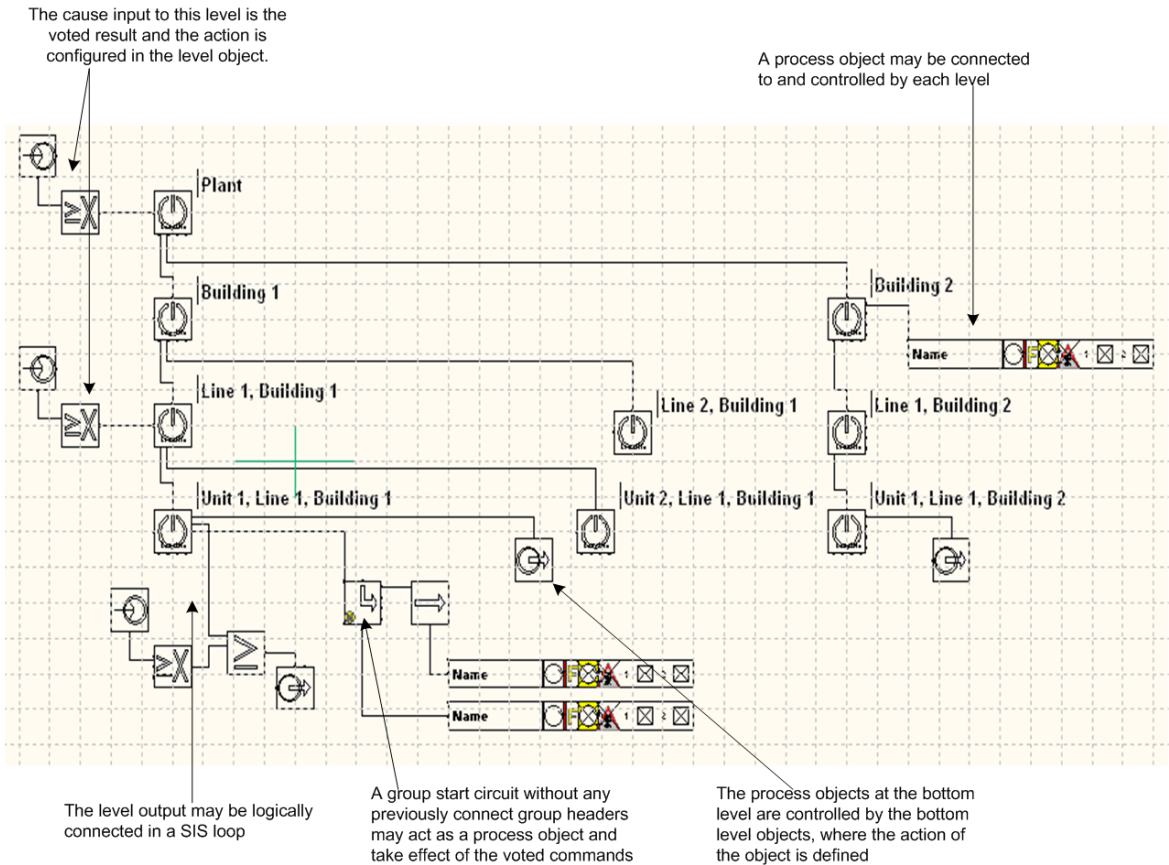 The cause input to this level is the
voted result and the action is
configured in the level object.
A process object may be connected
to and controlled by each level
Plant
Building 1
Building 2
Name
F
1
2
Line 1, Building 1
Line 2, Building 1
Line 1, Building 2
Unit 1, Line 1, Building 1
Unit 2, Line 1, Building 1
Unit 1, Line 1, Building 2
Name
F
1
2
Name
F
1
2
The level output may be logically
connected in a SIS loop
A group start circuit without any
previously connect group headers
may act as a process object and
take effect of the voted commands
The process objects at the bottom
level are controlled by the bottom
level objects, where the action of
the object is defined